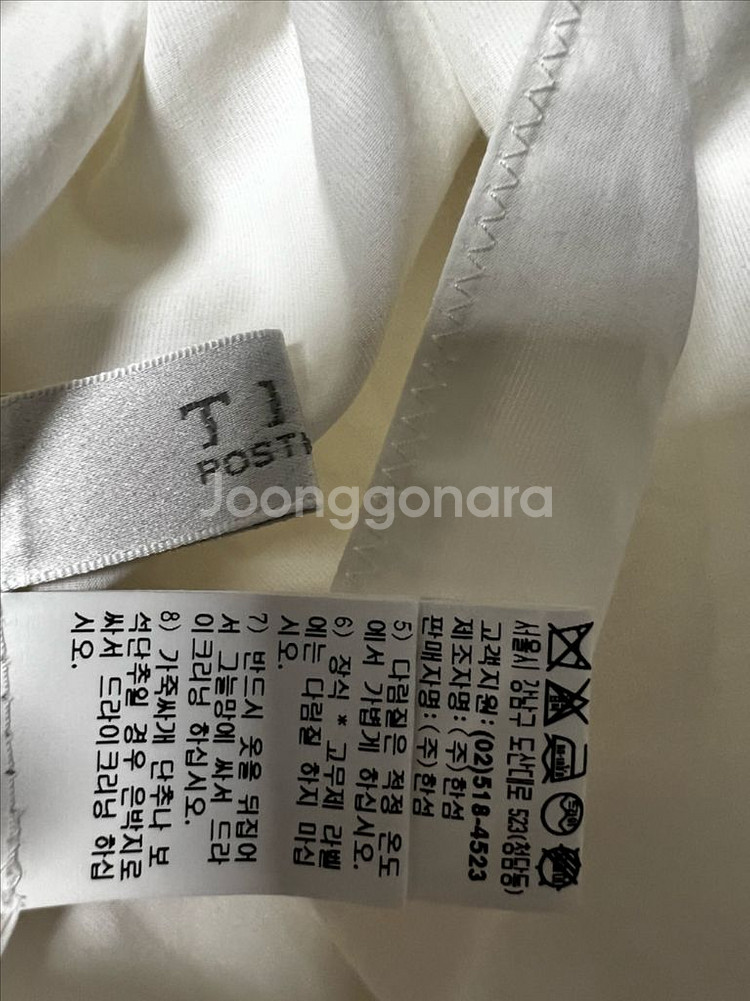 T I
POSTH
Joonggonara
서울시 강남구 도산대로 523(청담동)
고객지원: (02)518-4523
제조자명: (주)한섬
판매자명: (주)한섬
5) 다림질은 적정 온도
에서 가볍게 하십시오.
6) 장식 * 고무제 라벨
에는 다림질 하지 마십
시오.
7) 반드시 옷을 뒤집어
서 그늘망에 싸서 드라
이크리닝 하십시오.
8) 가죽싸개 단추나 보
석단추일 경우 은박지로
싸서 드라이크리닝 하십
시오.